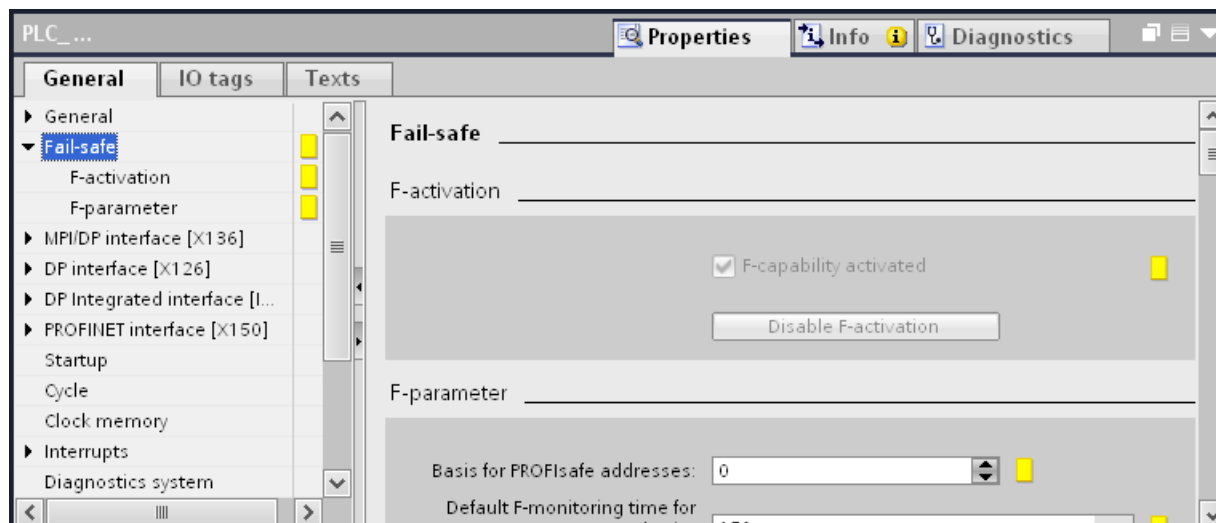 PLC_ ...
Properties
Info
Diagnostics
General
IO tags
Texts
General
Fail-safe
F-activation
F-parameter
MPI/DP interface [X136]
DP interface [X126]
DP Integrated interface [I...
PROFINET interface [X150]
Startup
Cycle
Clock memory
Interrupts
Diagnostics system
Fail-safe
F-activation
F-capability activated
Disable F-activation
F-parameter
Basis for PROFIsafe addresses: 0
Default F-monitoring time for